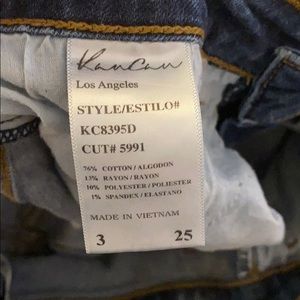 KanCan
Los Angeles
STYLE/ESTILO#
KC8395D
CUT# 5991
76% COTTON / ALGODON
13% RAYON / RAYON
10% POLYESTER / POLIESTER
1% SPANDEX / ELASTANO
MADE IN VIETNAM
3 25